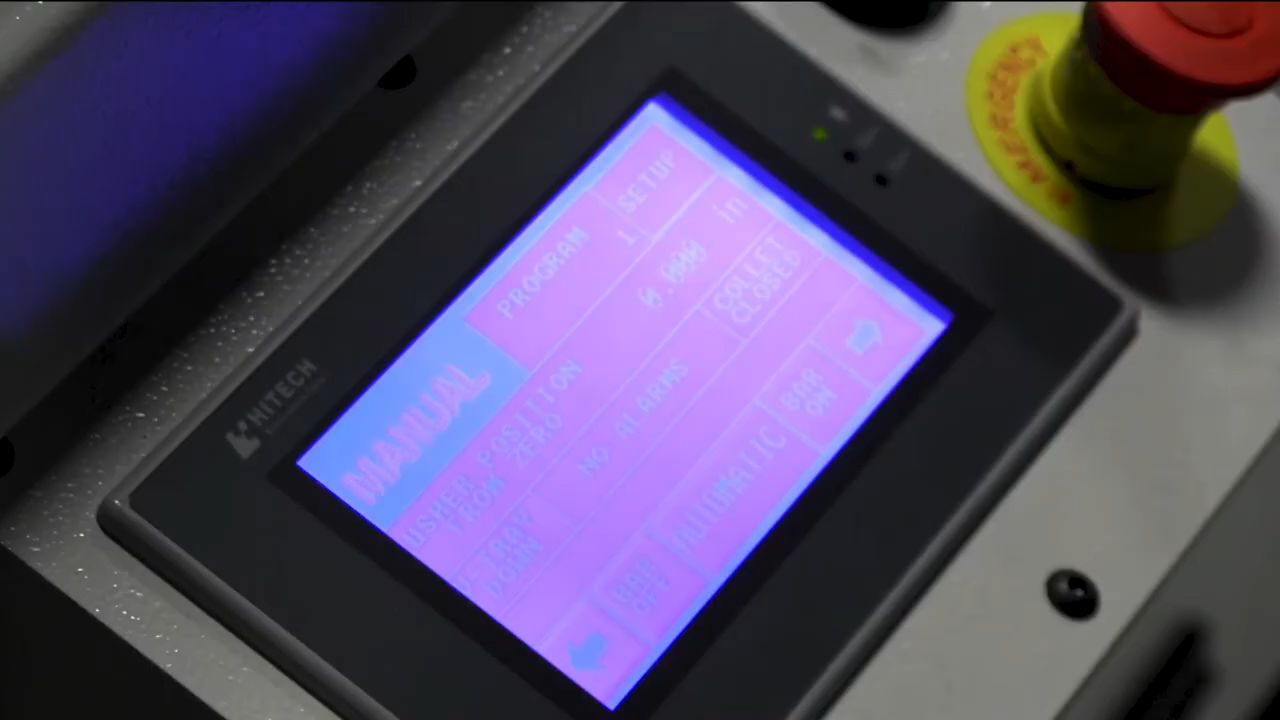 EMERGENCY
HITECH
MANUAL
PROGRAM
1
SETUP
POSITION
FROM ZERO
0.000
in
DOWN
NO ALARMS
COLLET
CLOSED
OFF
AUTOMATIC
BAR
ON